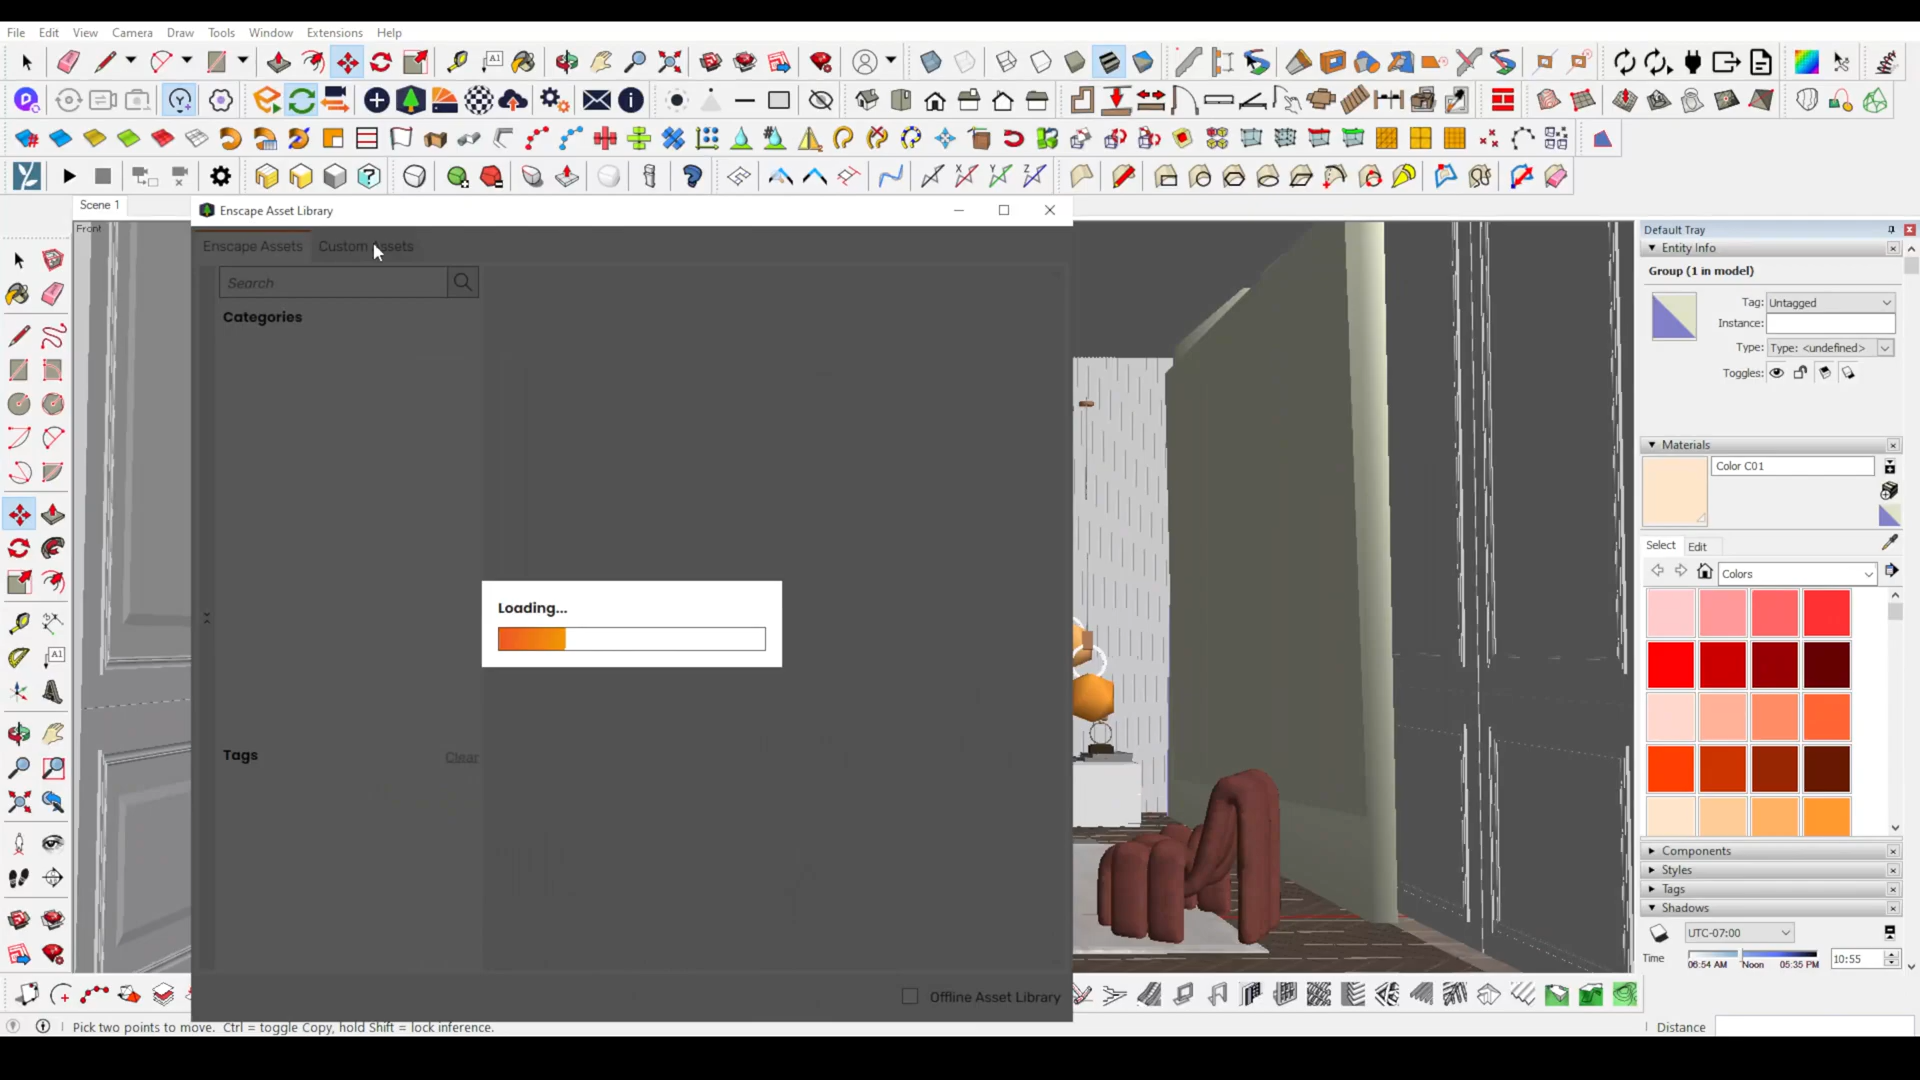 File Edit View Camera Draw Tools Window Extensions Help
Scene 1
Front
Enscape Asset Library
Enscape Assets Custom Assets
Search
Categories
Loading...
Tags Clear
Offline Asset Library
Pick two points to move. Ctrl = toggle Copy, hold Shift = lock inference.
Distance
Default Tray
Entity Info
Group (1 in model)
Tag: Untagged
Instance:
Type: Type: <undefined>
Toggles:
Materials
Color C01
Select Edit
Colors
Components
Styles
Tags
Shadows
UTC-07:00
Time 06:54 AM Noon 05:35 PM 10:55